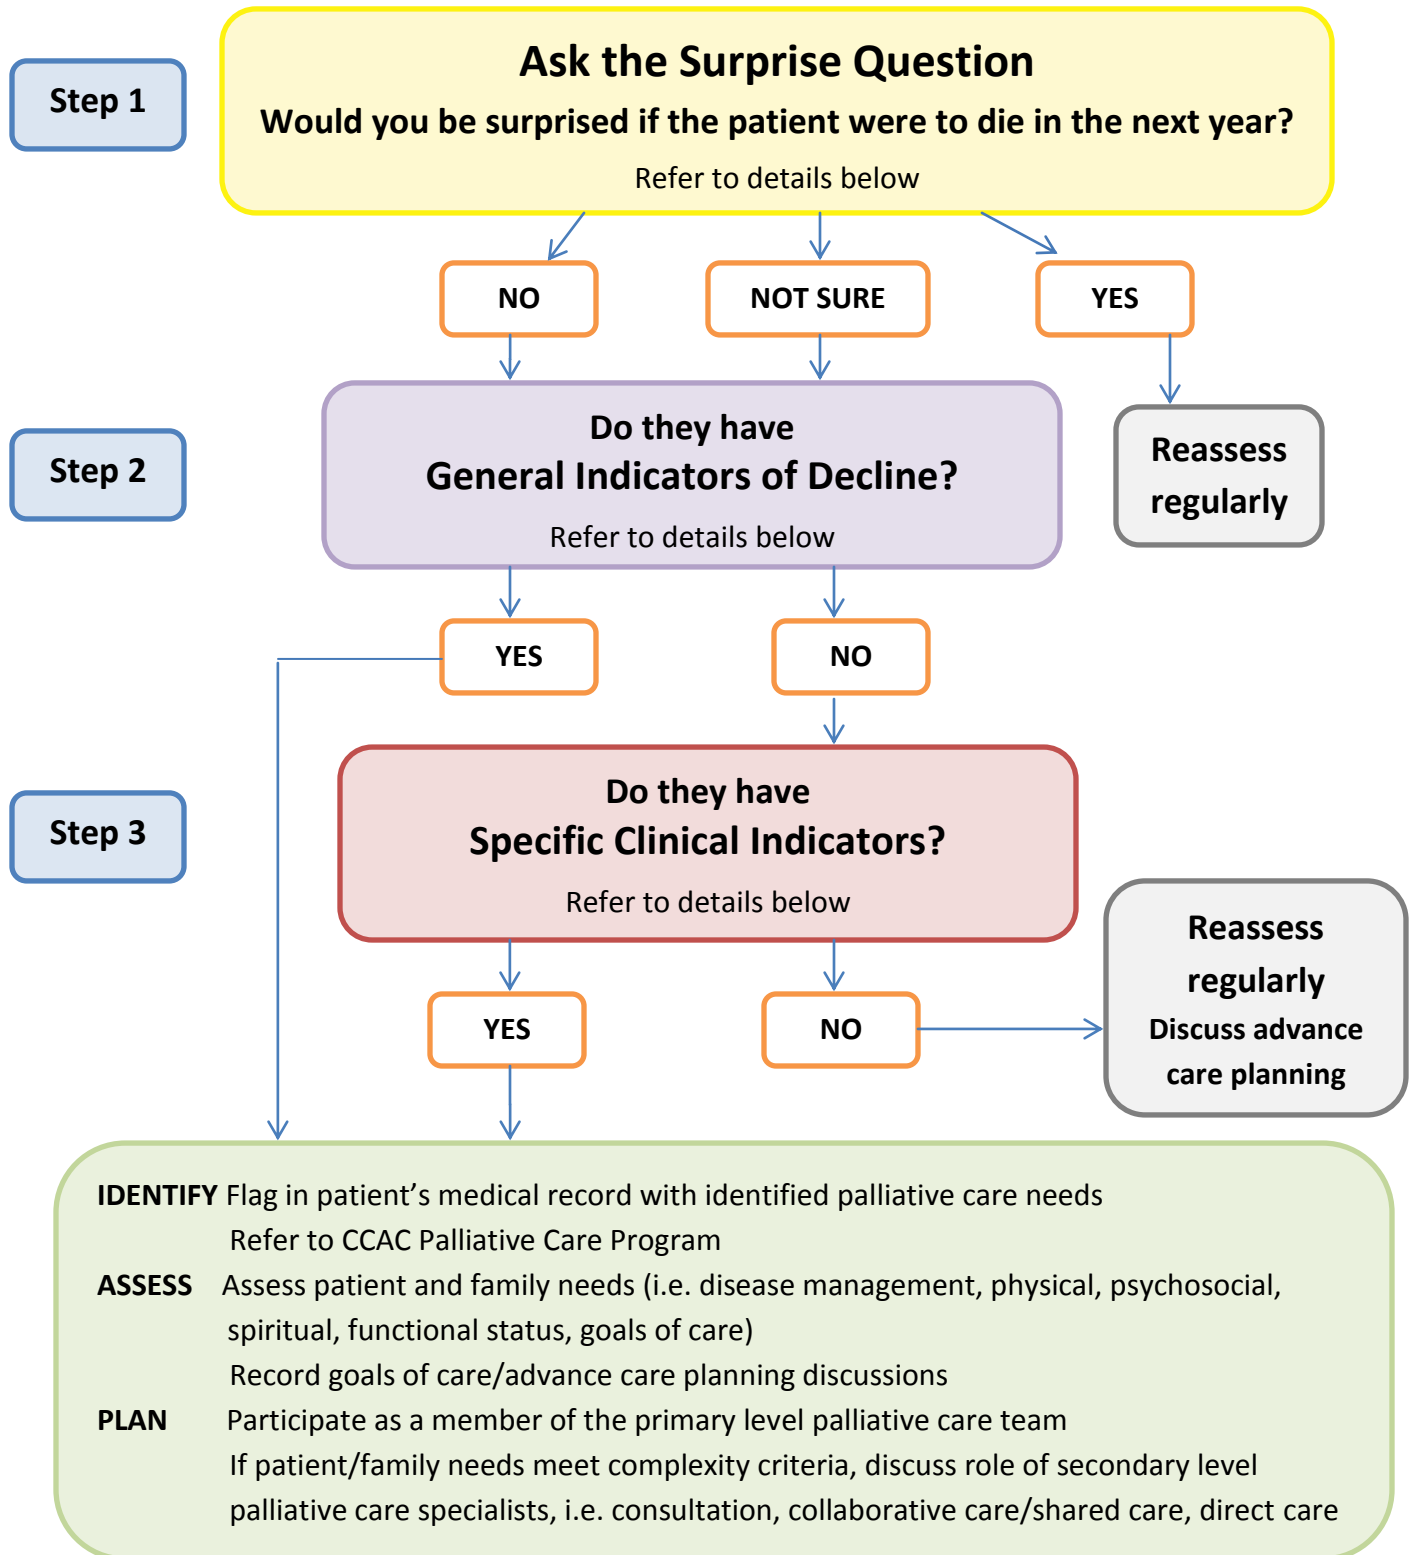 Step 1
Ask the Surprise Question
Would you be surprised if the patient were to die in the next year?
Refer to details below
NO
NOT SURE
YES
Step 2
Do they have
General Indicators of Decline?
Refer to details below
Reassess
regularly
YES
NO
Step 3
Do they have
Specific Clinical Indicators?
Refer to details below
YES
NO
Reassess
regularly
Discuss advance
care planning
IDENTIFY Flag in patient’s medical record with identified palliative care needs
Refer to CCAC Palliative Care Program
ASSESS Assess patient and family needs (i.e. disease management, physical, psychosocial,
spiritual, functional status, goals of care)
Record goals of care/advance care planning discussions
PLAN Participate as a member of the primary level palliative care team
If patient/family needs meet complexity criteria, discuss role of secondary level
palliative care specialists, i.e. consultation, collaborative care/shared care, direct care